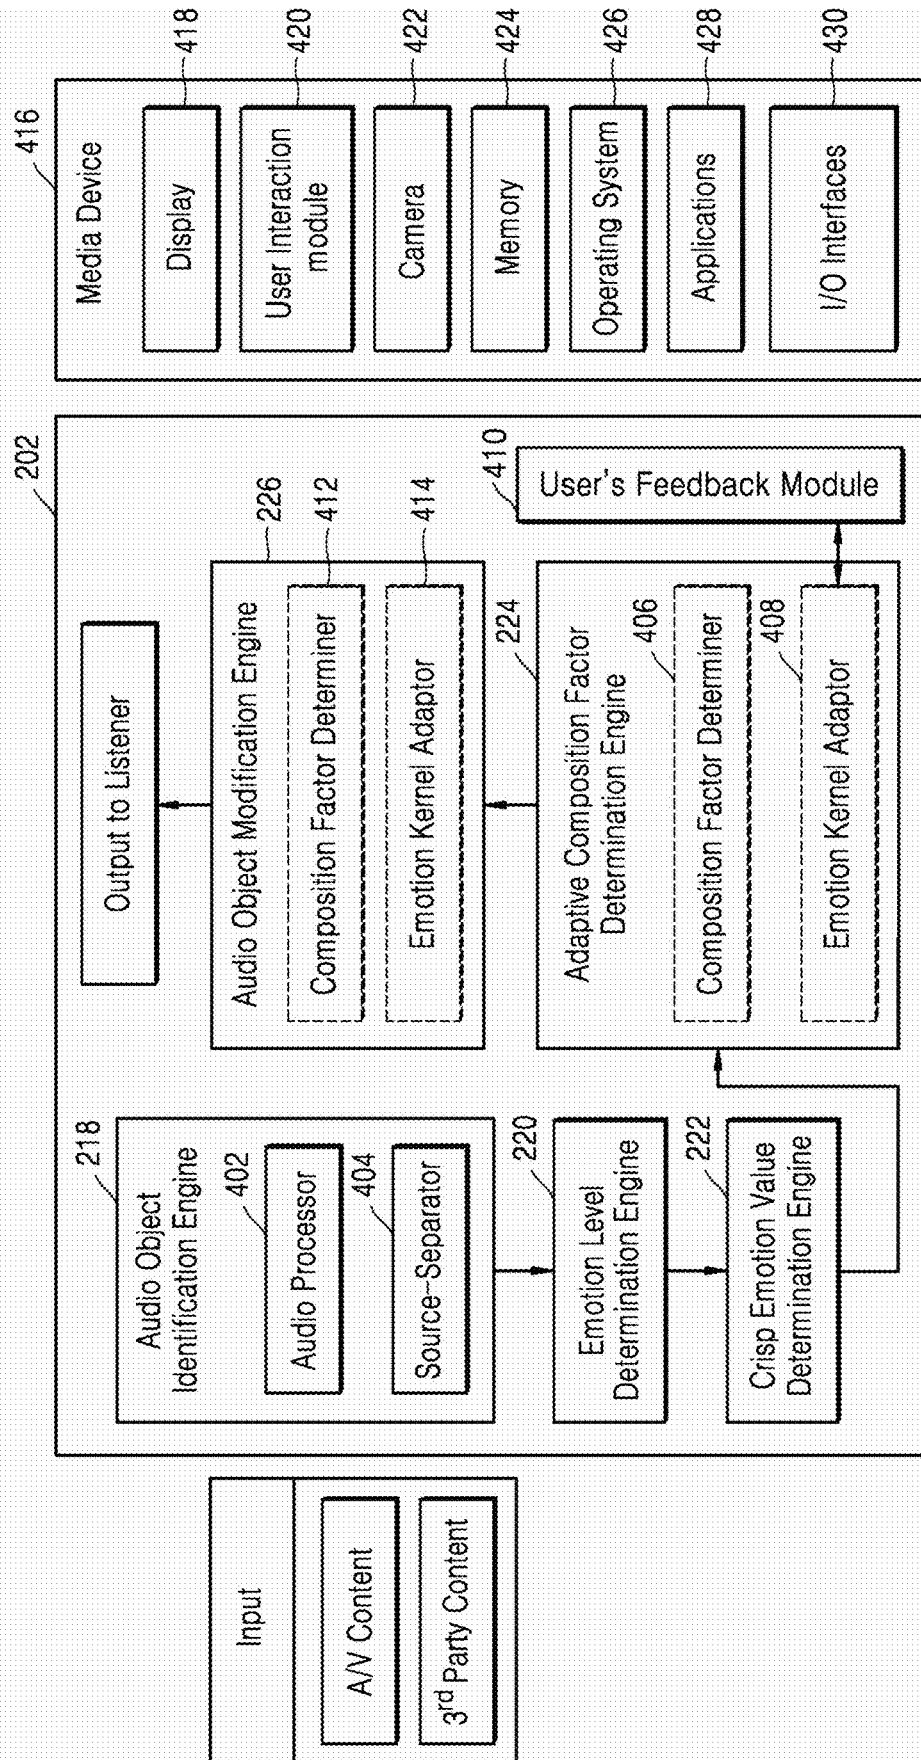 Input
A/V Content
3rd Party Content
202
218
Audio Object
Identification Engine
402
Audio Processor
404
Source-Separator
220
Emotion Level
Determination Engine
222
Crisp Emotion Value
Determination Engine
Output to Listener
226
Audio Object Modification Engine
412
Composition Factor Determiner
414
Emotion Kernel Adaptor
224
Adaptive Composition Factor
Determination Engine
406
Composition Factor Determiner
408
Emotion Kernel Adaptor
410
User's Feedback Module
416
Media Device
Display
418
User Interaction
module
420
Camera
422
Memory
424
Operating System
426
Applications
428
I/O Interfaces
430